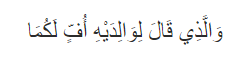 وَالَّذِي قَالَ لِوَالِدَيْهِ أُفٍّ لَكُمَا